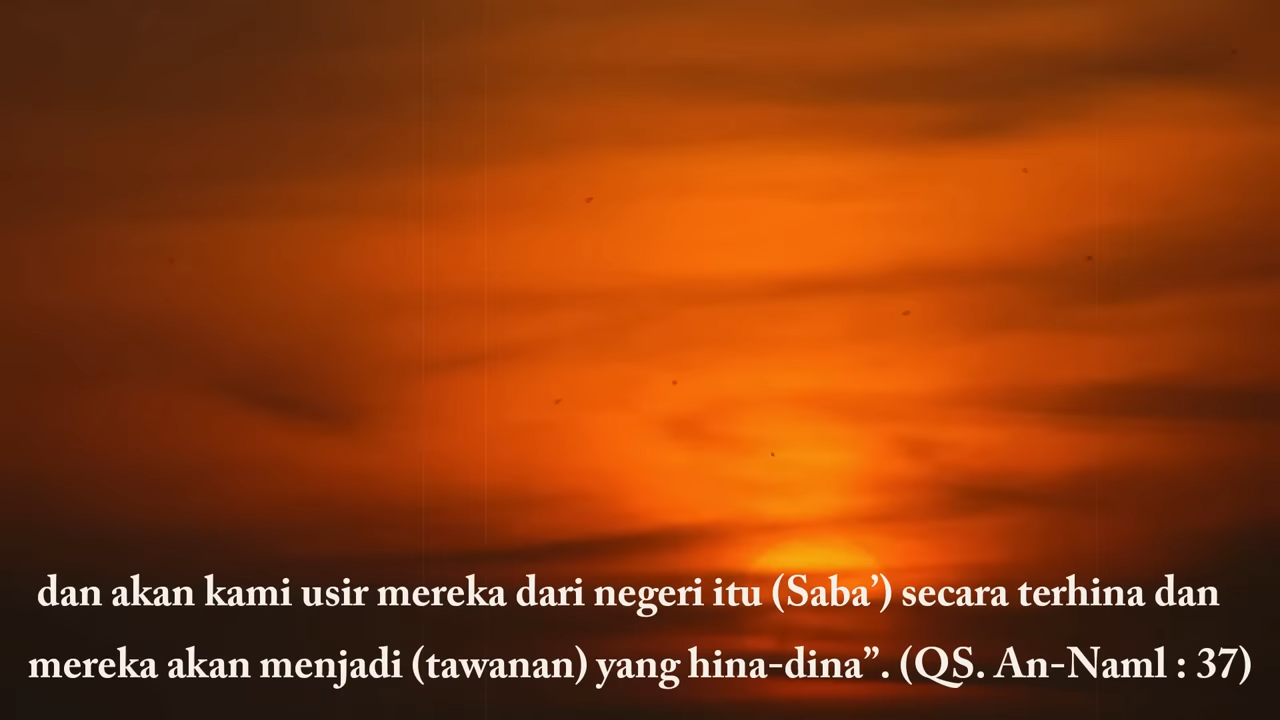 dan akan kami usir mereka dari negeri itu (Saba’) secara terhina dan
mereka akan menjadi (tawanan) yang hina-dina”. (QS. An-Naml : 37)